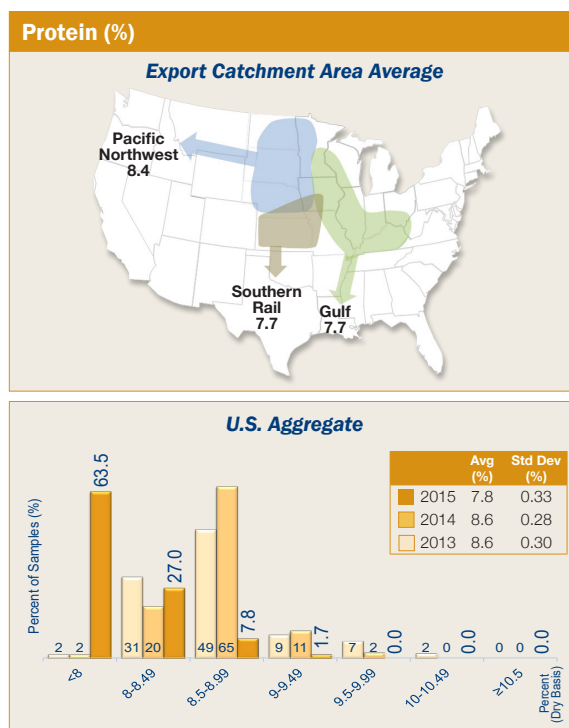 Protein (%)
Export Catchment Area Average
Pacific
Northwest
8.4
Southern
Rail
7.7
Gulf
7.7
U.S. Aggregate
Avg Std Dev
(%) (%)
2015 7.8 0.33
2014 8.6 0.28
2013 8.6 0.30
Percent of Samples (%)
2 2 63.5
31 20 27.0
49 65 7.8
9 11 1.7
7 2 0.0
2 0 0.0
0 0 0.0
<8 8-8.49 8.5-8.99 9-9.49 9.5-9.99 10-10.49 ≥10.5
Percent
(Dry Basis)